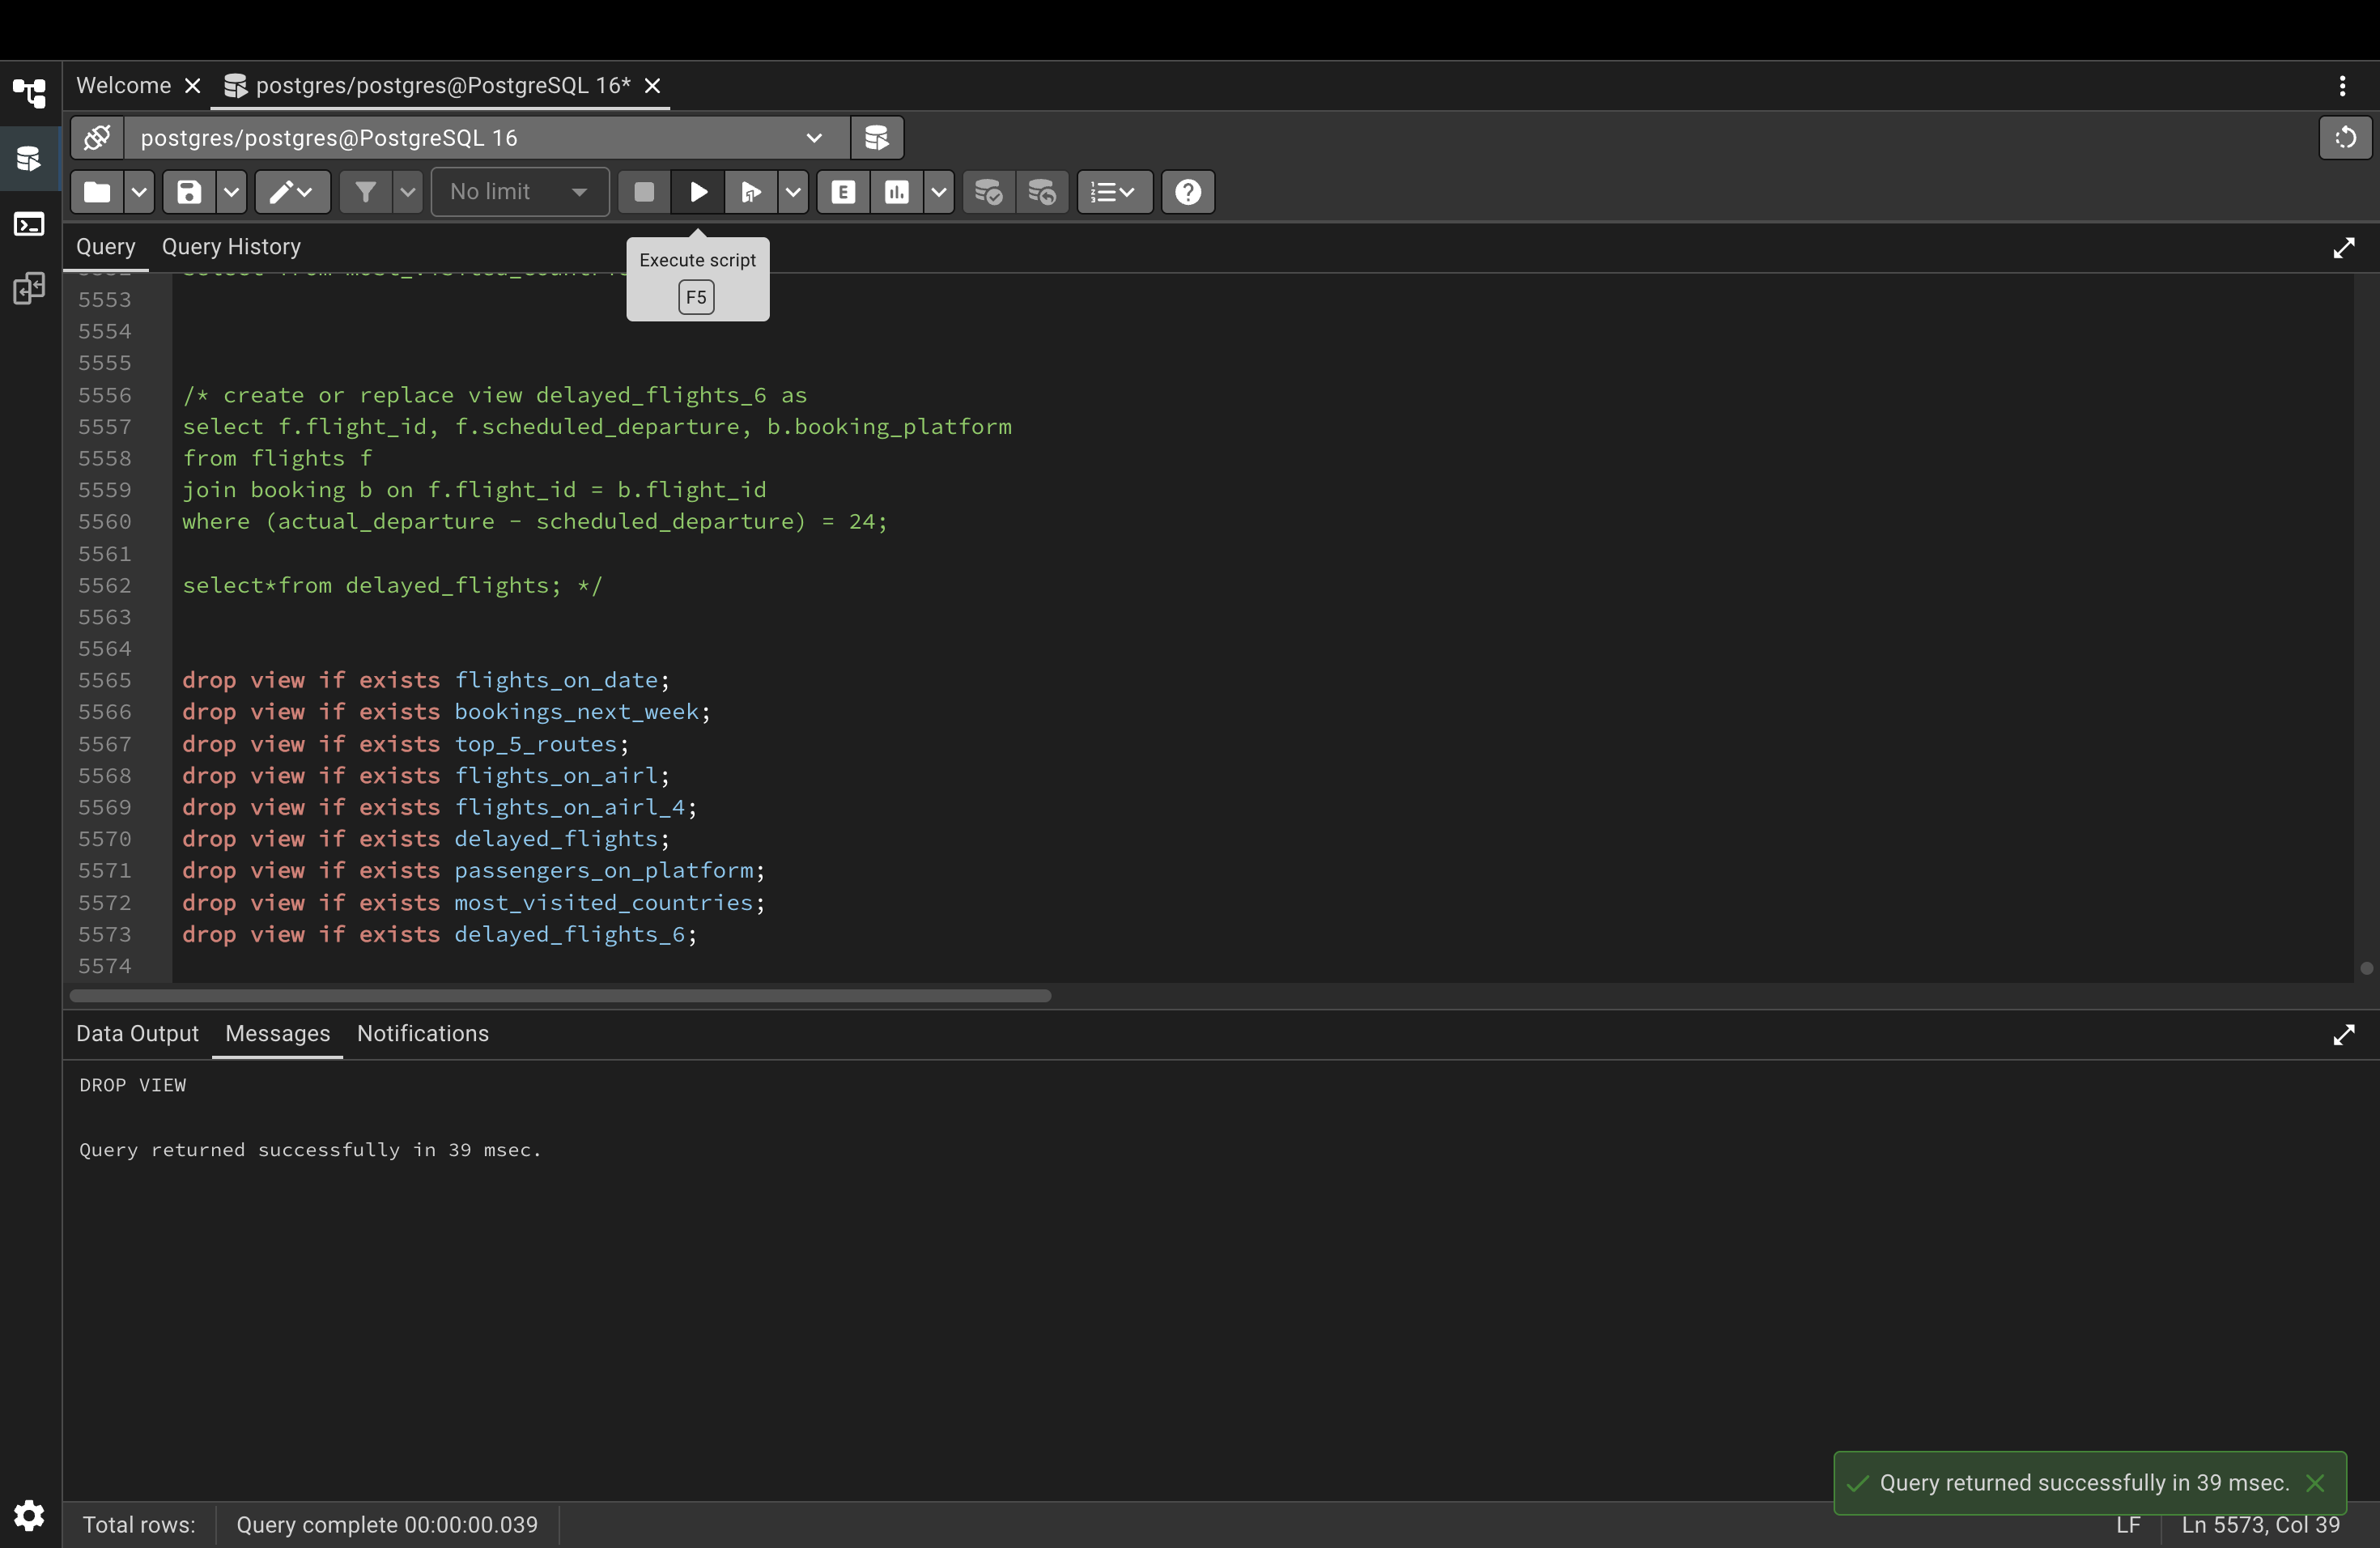 Welcome
postgres/postgres@PostgreSQL 16*
postgres/postgres@PostgreSQL 16
No limit
E
Execute script
F5
Query Query History
5553
5554
5555
5556 /* create or replace view delayed_flights_6 as
5557 select f.flight_id, f.scheduled_departure, b.booking_platform
5558 from flights f
5559 join booking b on f.flight_id = b.flight_id
5560 where (actual_departure - scheduled_departure) = 24;
5561
5562 select*from delayed_flights; */
5563
5564
5565 drop view if exists flights_on_date;
5566 drop view if exists bookings_next_week;
5567 drop view if exists top_5_routes;
5568 drop view if exists flights_on_airl;
5569 drop view if exists flights_on_airl_4;
5570 drop view if exists delayed_flights;
5571 drop view if exists passengers_on_platform;
5572 drop view if exists most_visited_countries;
5573 drop view if exists delayed_flights_6;
5574
Data Output Messages Notifications
DROP VIEW
Query returned successfully in 39 msec.
Query returned successfully in 39 msec.
Total rows: Query complete 00:00:00.039 LF Ln 5573, Col 39